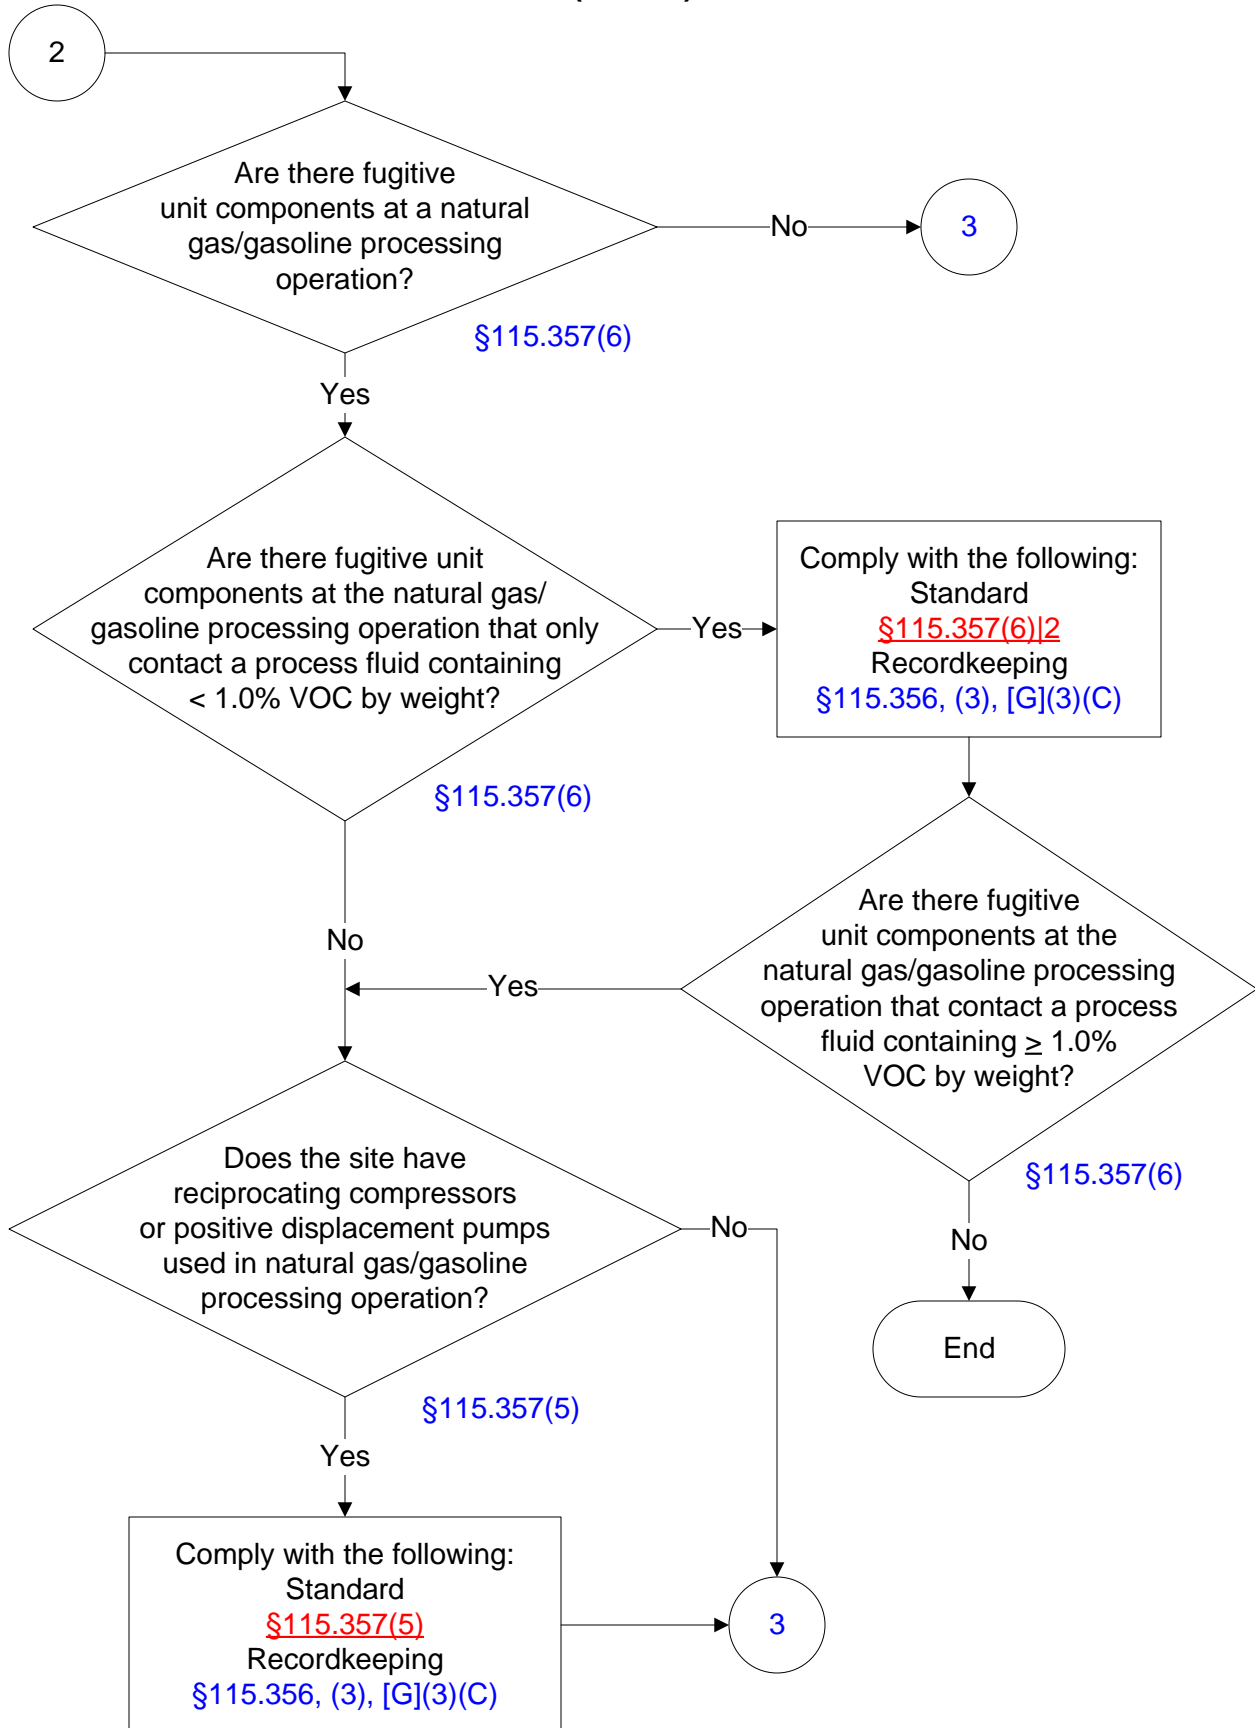 2
Are there fugitive
unit components at a natural
gas/gasoline processing
operation?
No
3
§115.357(6)
Yes
Are there fugitive unit
components at the natural gas/
gasoline processing operation that only
contact a process fluid containing
< 1.0% VOC by weight?
Yes
Comply with the following:
Standard
§115.357(6)|2
Recordkeeping
§115.356, (3), [G](3)(C)
§115.357(6)
No
Are there fugitive
unit components at the
natural gas/gasoline processing
operation that contact a process
fluid containing ≥ 1.0%
VOC by weight?
Yes
§115.357(6)
No
End
Does the site have
reciprocating compressors
or positive displacement pumps
used in natural gas/gasoline
processing operation?
No
§115.357(5)
Yes
Comply with the following:
Standard
§115.357(5)
Recordkeeping
§115.356, (3), [G](3)(C)
3